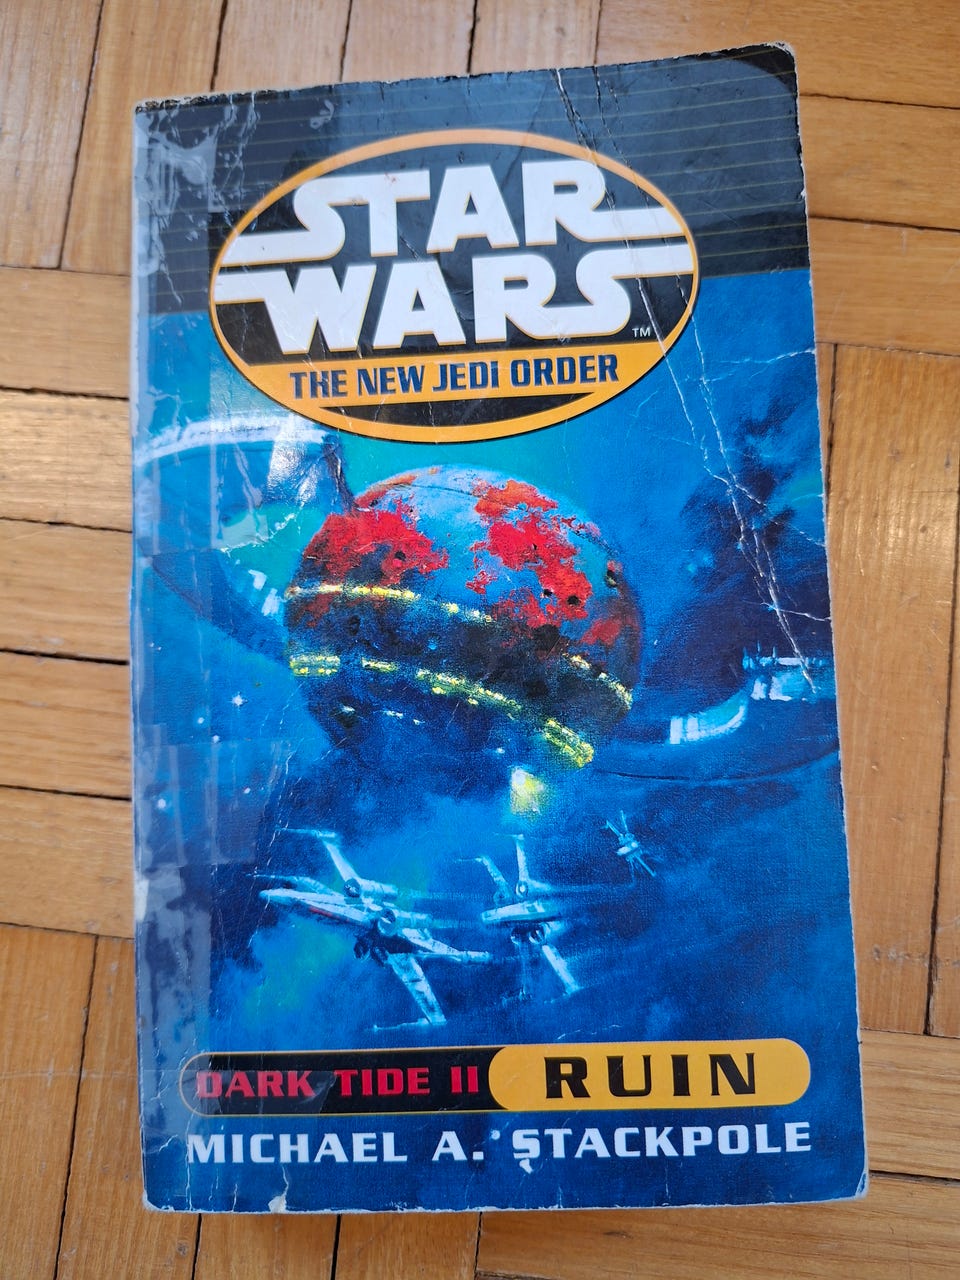 STAR
WARS
TM
THE NEW JEDI ORDER
DARK TIDE II RUIN
MICHAEL A. STACKPOLE